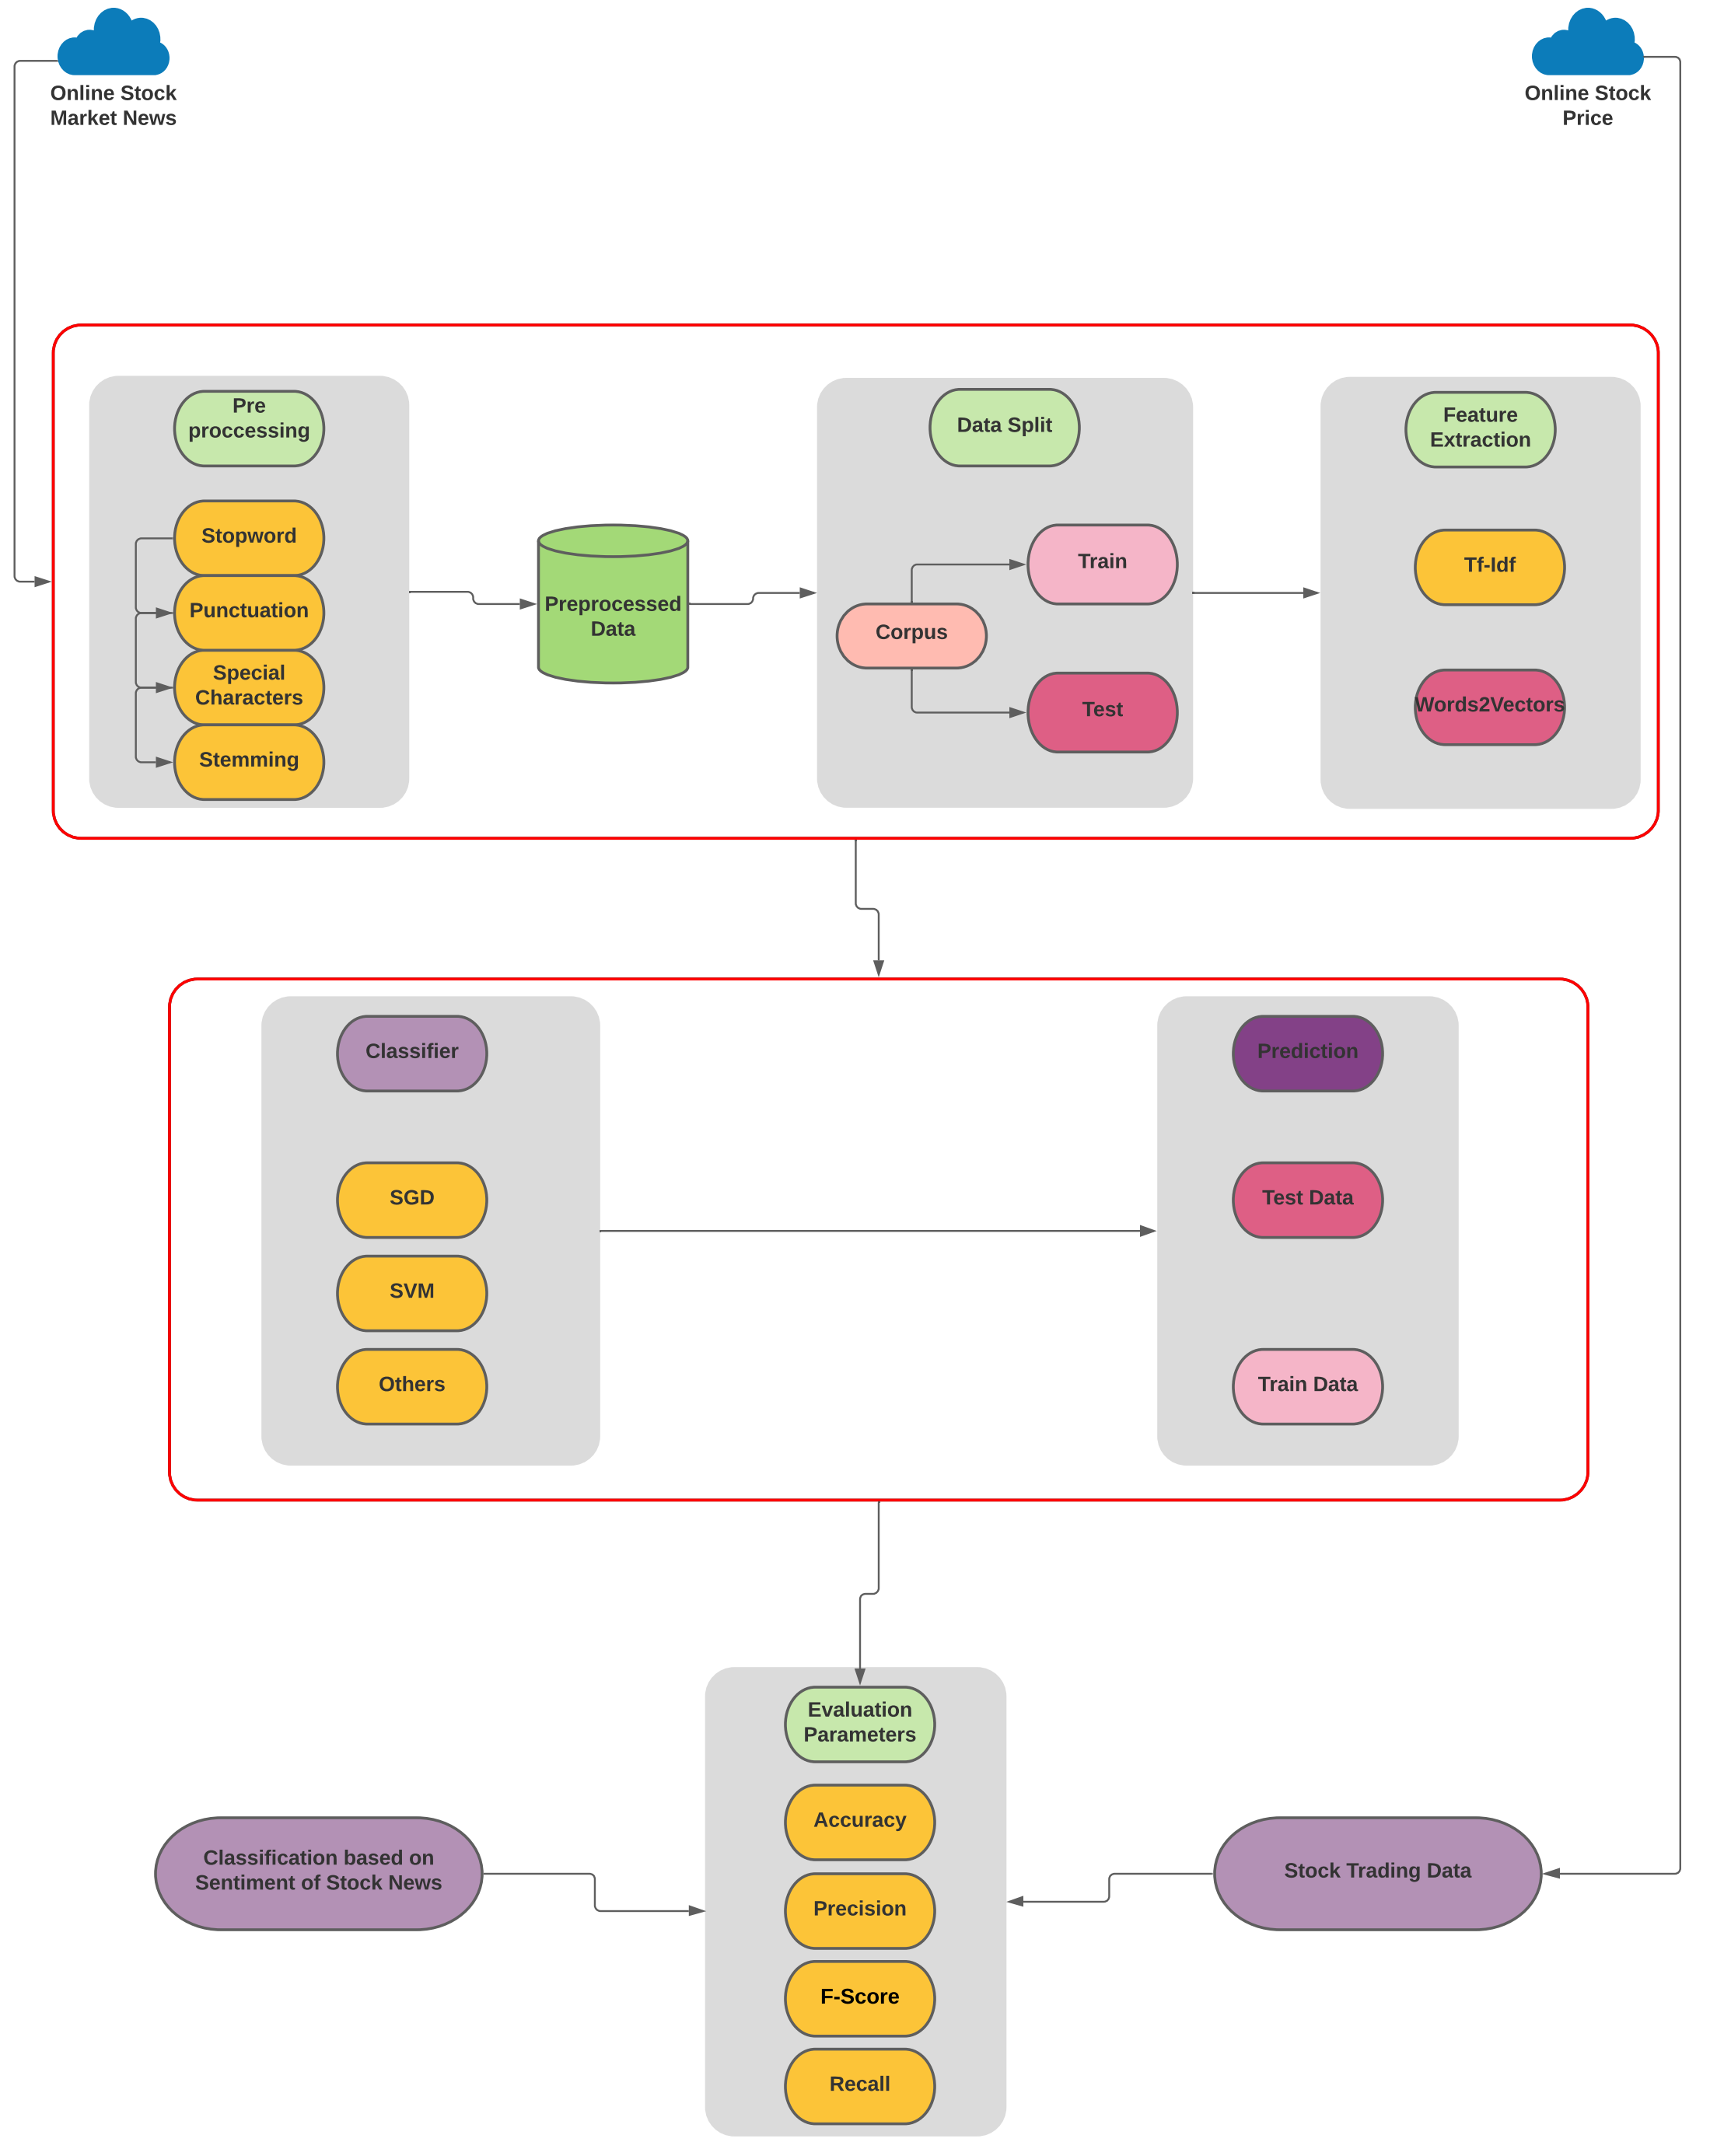 Online Stock
Market News
Online Stock
Price
Pre
proccessing
Stopword
Punctuation
Special
Characters
Stemming
Preprocessed
Data
Data Split
Train
Corpus
Test
Feature
Extraction
Tf-Idf
Words2Vectors
Classifier
SGD
SVM
Others
Prediction
Test Data
Train Data
Evaluation
Parameters
Accuracy
Precision
F-Score
Recall
Classification based on
Sentiment of Stock News
Stock Trading Data